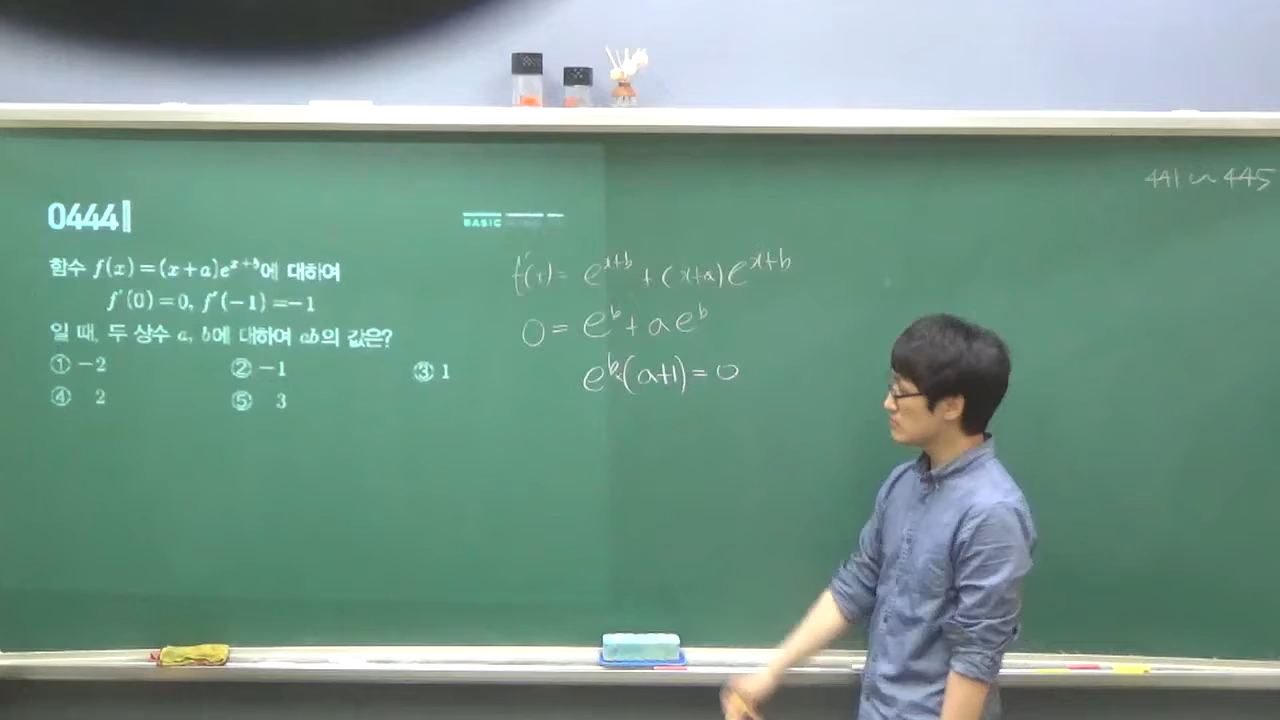 441 ~ 445
0444
BASIC
함수 f(x)=(x+a)e^{x+b}에 대하여
f'(0)=0, f'(-1)=-1
일 때, 두 상수 a, b에 대하여 ab의 값은?
① -2 ② -1 ③ 1
④ 2 ⑤ 3
f'(x)= e^{x+b} + (x+a)e^{x+b}
0 = e^b + a e^b
e^b(a+1)=0